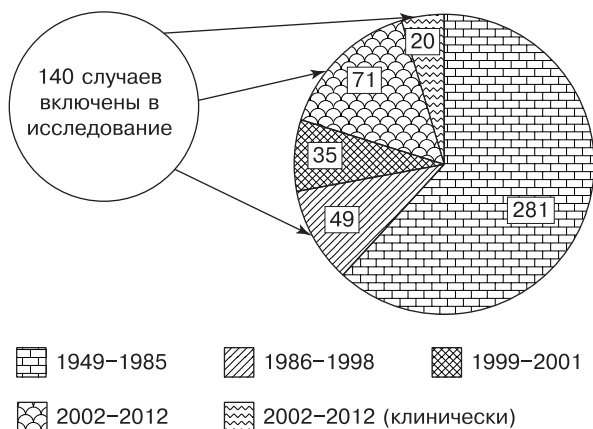 140 случаев
включены в
исследование
20
71
35
49
281
1949–1985
1986–1998
1999–2001
2002–2012
2002–2012 (клинически)